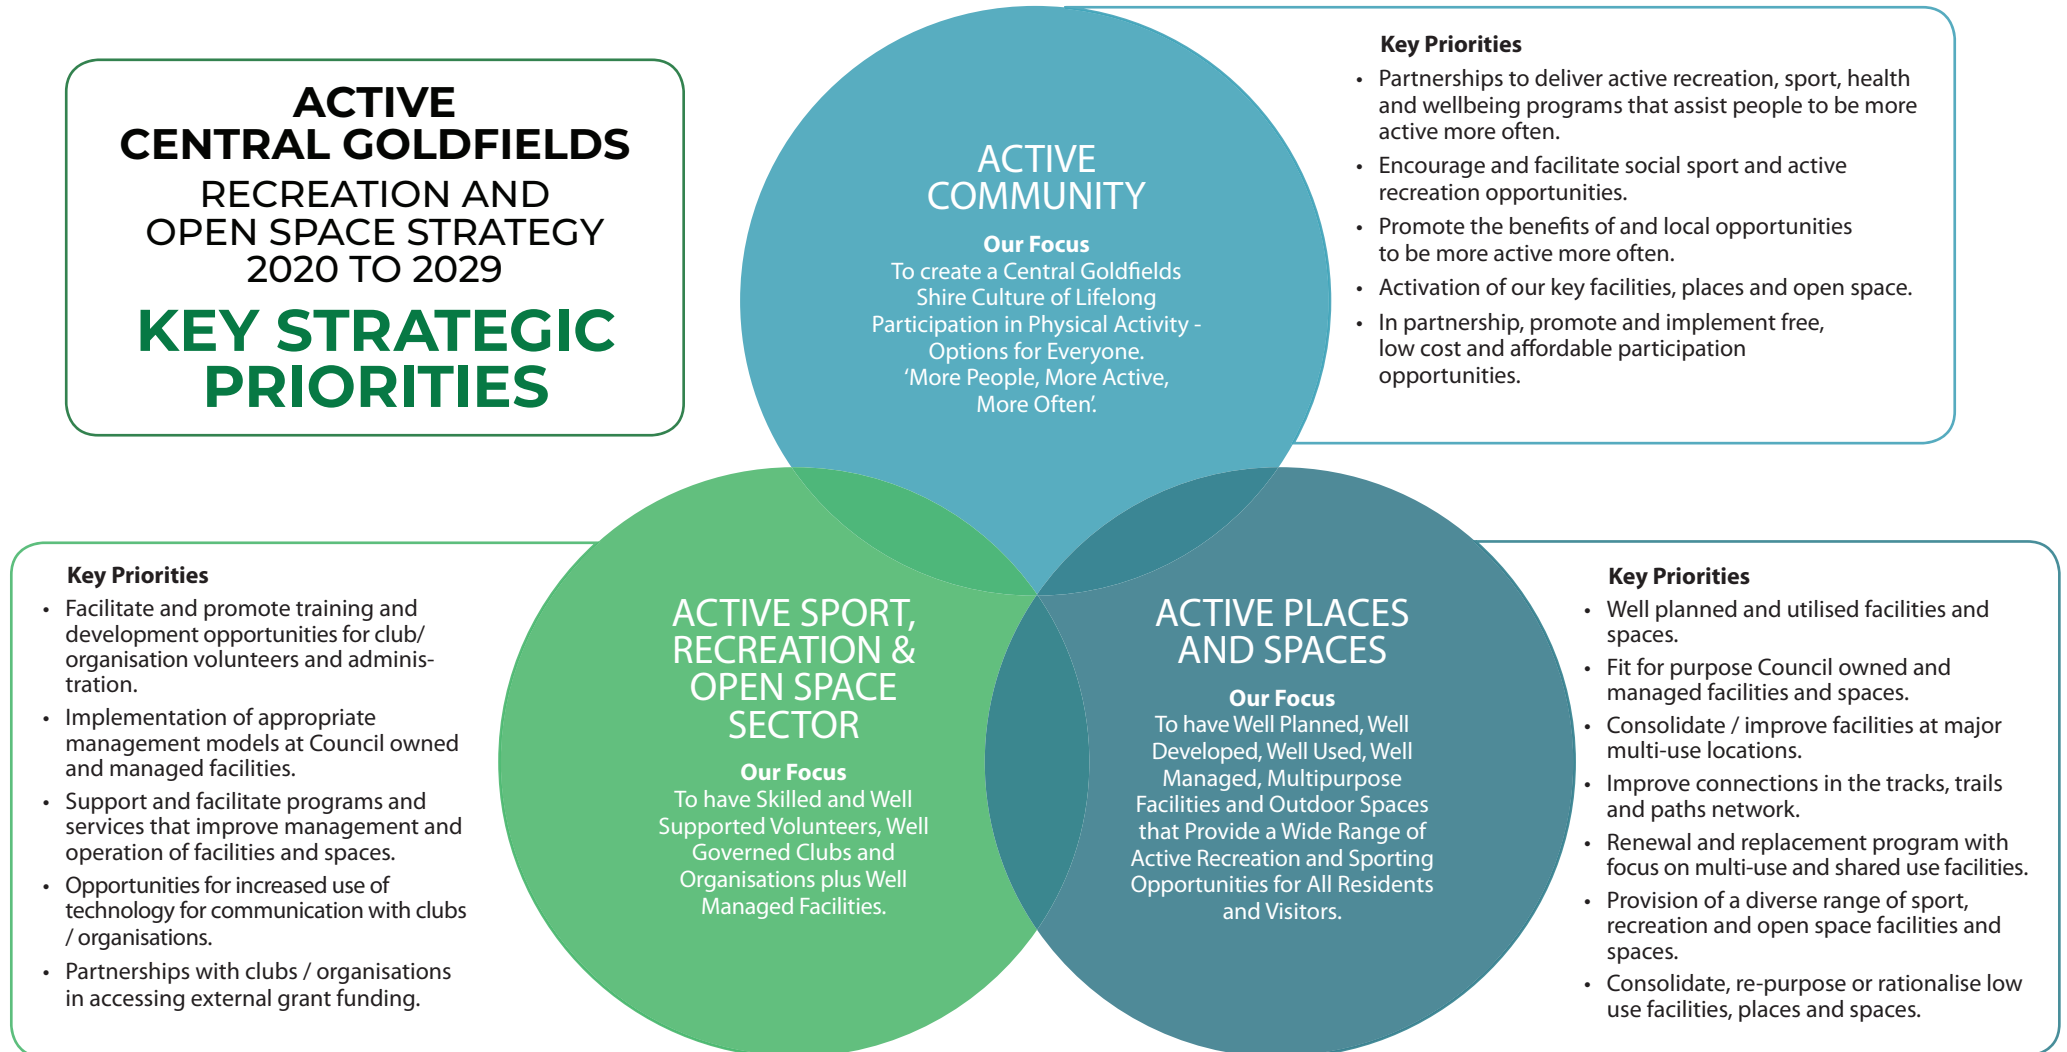 ACTIVE
CENTRAL GOLDFIELDS
RECREATION AND
OPEN SPACE STRATEGY
2020 TO 2029
KEY STRATEGIC
PRIORITIES
ACTIVE
COMMUNITY
Our Focus
To create a Central Goldfields
Shire Culture of Lifelong
Participation in Physical Activity -
Options for Everyone.
‘More People, More Active,
More Often’.
Key Priorities
• Partnerships to deliver active recreation, sport, health
and wellbeing programs that assist people to be more
active more often.
• Encourage and facilitate social sport and active
recreation opportunities.
• Promote the benefits of and local opportunities
to be more active more often.
• Activation of our key facilities, places and open space.
• In partnership, promote and implement free,
low cost and affordable participation
opportunities.
Key Priorities
• Facilitate and promote training and
development opportunities for club/
organisation volunteers and adminis-
tration.
• Implementation of appropriate
management models at Council owned
and managed facilities.
• Support and facilitate programs and
services that improve management and
operation of facilities and spaces.
• Opportunities for increased use of
technology for communication with clubs
/ organisations.
• Partnerships with clubs / organisations
in accessing external grant funding.
ACTIVE SPORT,
RECREATION &
OPEN SPACE
SECTOR
Our Focus
To have Skilled and Well
Supported Volunteers, Well
Governed Clubs and
Organisations plus Well
Managed Facilities.
ACTIVE PLACES
AND SPACES
Our Focus
To have Well Planned, Well
Developed, Well Used, Well
Managed, Multipurpose
Facilities and Outdoor Spaces
that Provide a Wide Range of
Active Recreation and Sporting
Opportunities for All Residents
and Visitors.
Key Priorities
• Well planned and utilised facilities and
spaces.
• Fit for purpose Council owned and
managed facilities and spaces.
• Consolidate / improve facilities at major
multi-use locations.
• Improve connections in the tracks, trails
and paths network.
• Renewal and replacement program with
focus on multi-use and shared use facilities.
• Provision of a diverse range of sport,
recreation and open space facilities and
spaces.
• Consolidate, re-purpose or rationalise low
use facilities, places and spaces.